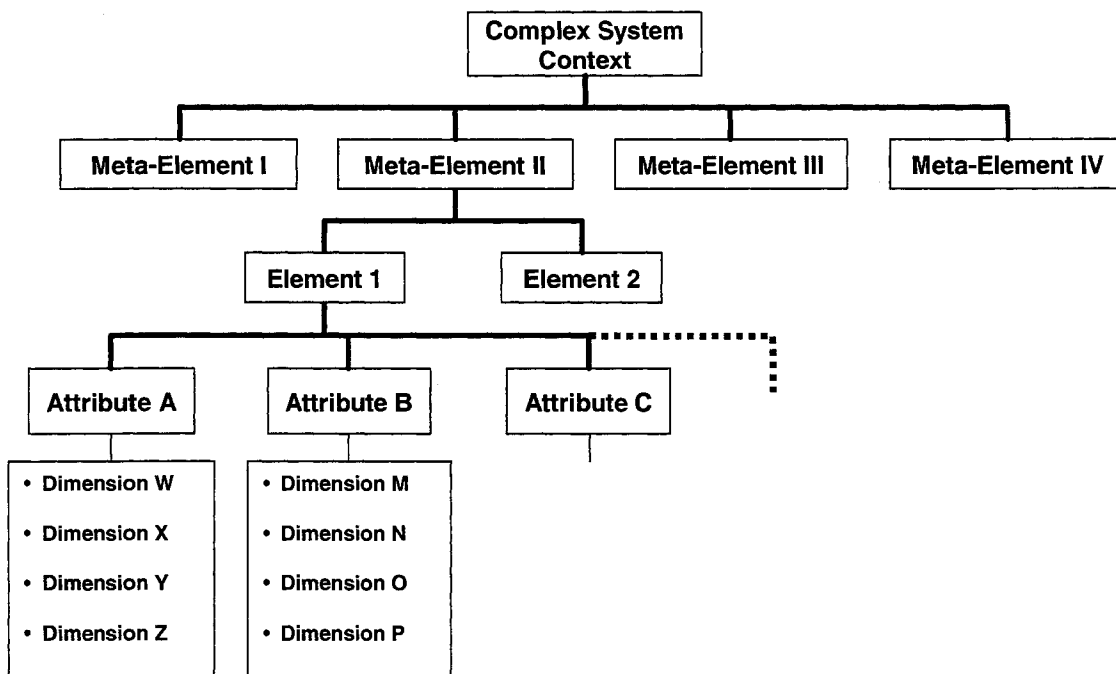 Complex System
Context
Meta-Element I
Meta-Element II
Meta-Element III
Meta-Element IV
Element 1
Element 2
Attribute A
Attribute B
Attribute C
• Dimension W
• Dimension X
• Dimension Y
• Dimension Z
• Dimension M
• Dimension N
• Dimension O
• Dimension P